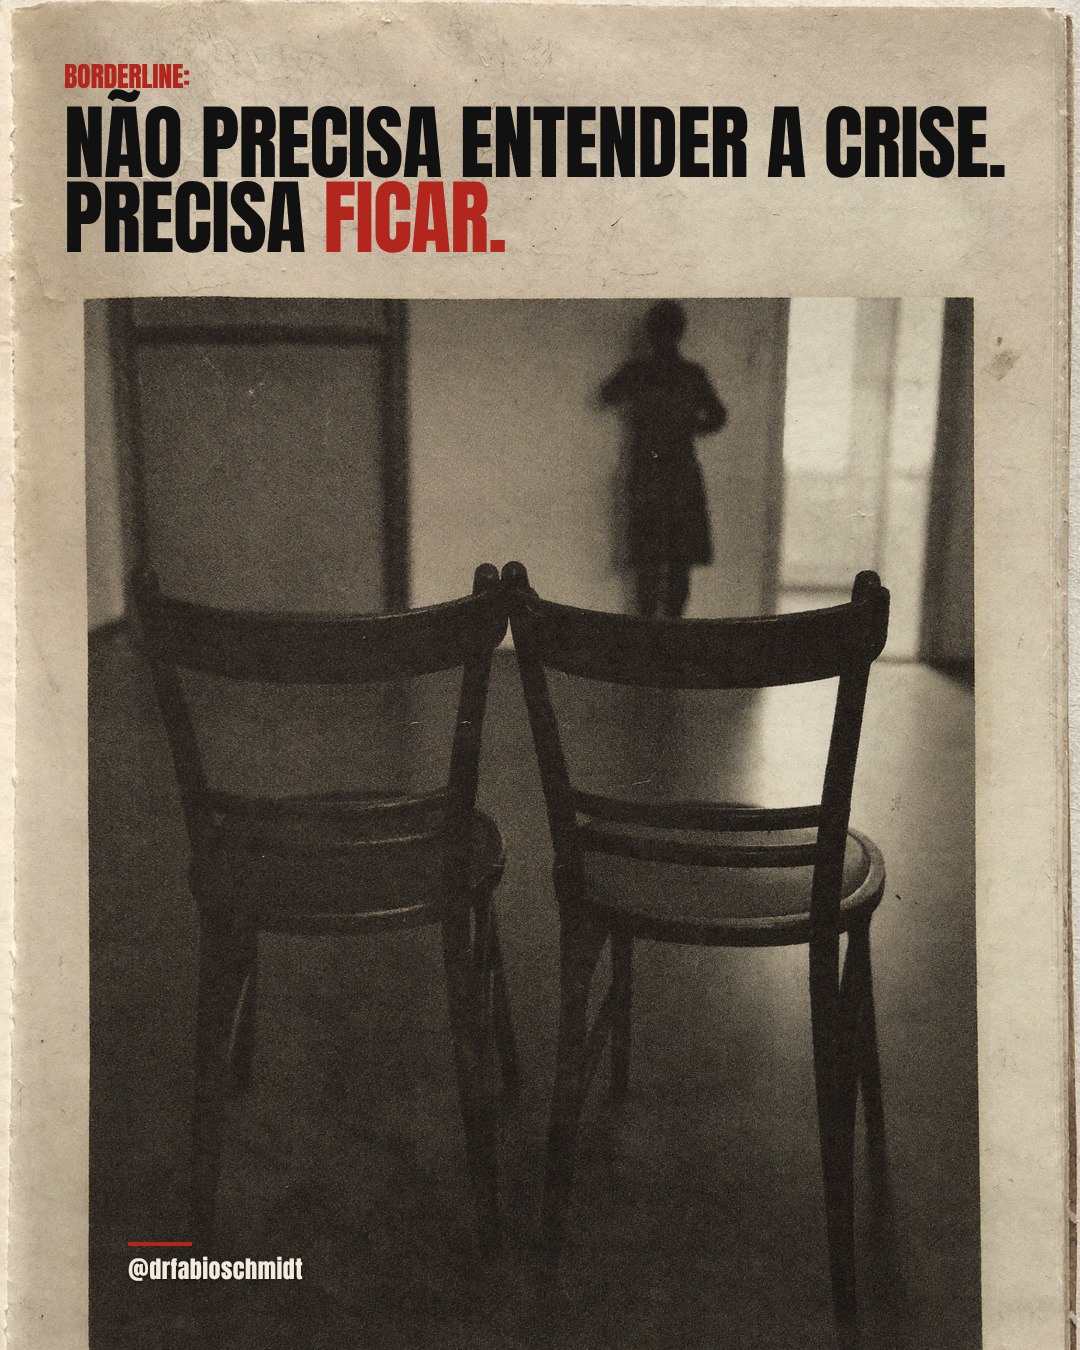 BORDERLINE:
NÃO PRECISA ENTENDER A CRISE.
PRECISA FICAR.
@drfabioschmidt